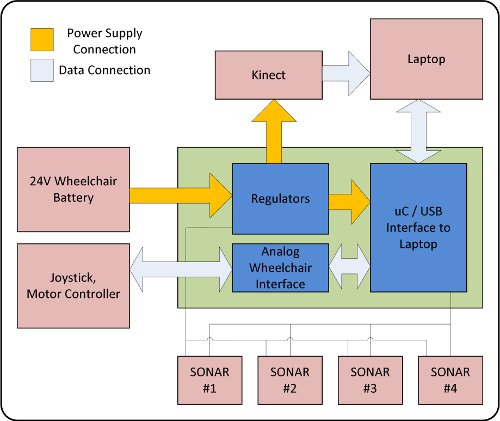 Power Supply
Connection
Data Connection
Kinect
Laptop
24V Wheelchair
Battery
Regulators
uC / USB
Interface to
Laptop
Joystick,
Motor Controller
Analog
Wheelchair
Interface
SONAR
#1
SONAR
#2
SONAR
#3
SONAR
#4